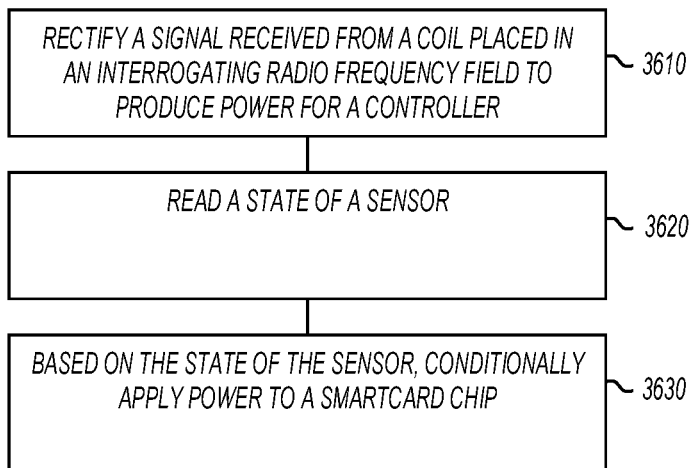 RECTIFY A SIGNAL RECEIVED FROM A COIL PLACED IN
AN INTERROGATING RADIO FREQUENCY FIELD TO
PRODUCE POWER FOR A CONTROLLER
3610
READ A STATE OF A SENSOR
3620
BASED ON THE STATE OF THE SENSOR, CONDITIONALLY
APPLY POWER TO A SMARTCARD CHIP
3630